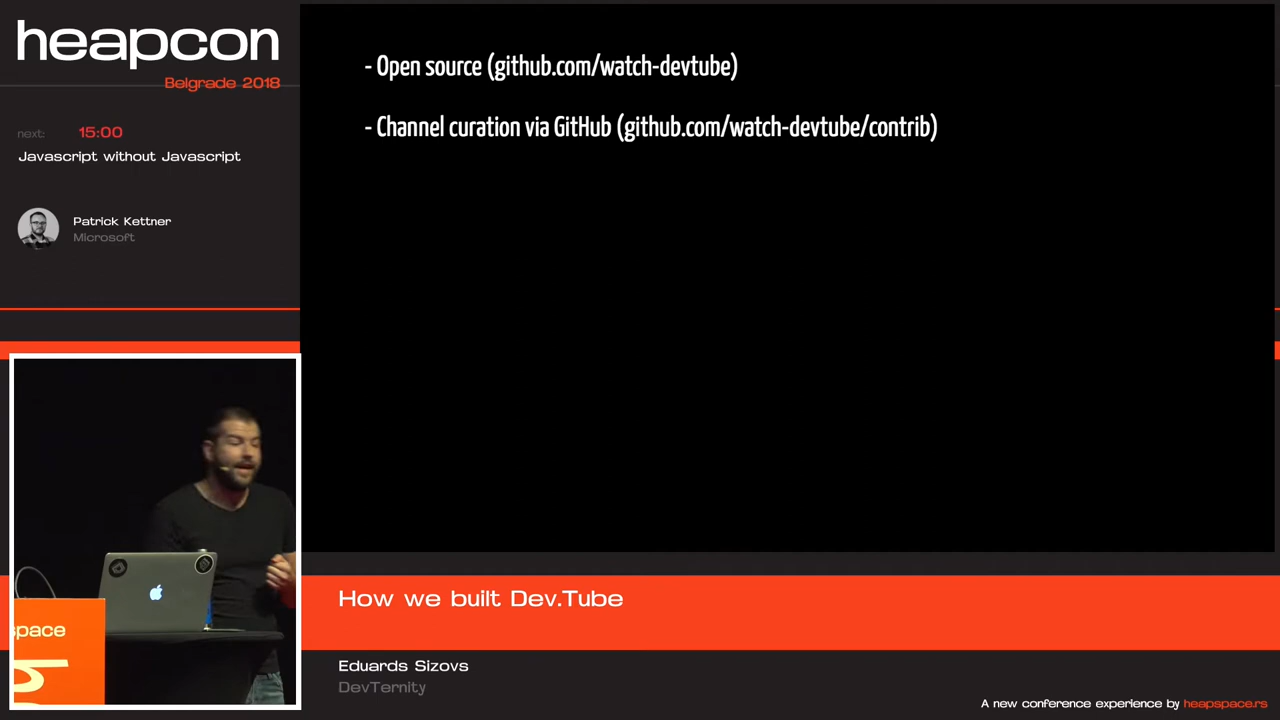 heapcon
Belgrade 2018
next: 15:00
Javascript without Javascript
Patrick Kettner
Microsoft
- Open source (github.com/watch-devtube)
- Channel curation via GitHub (github.com/watch-devtube/contrib)
space
How we built Dev.Tube
Eduards Sizovs
DevTernity
A new conference experience by heapspace.rs